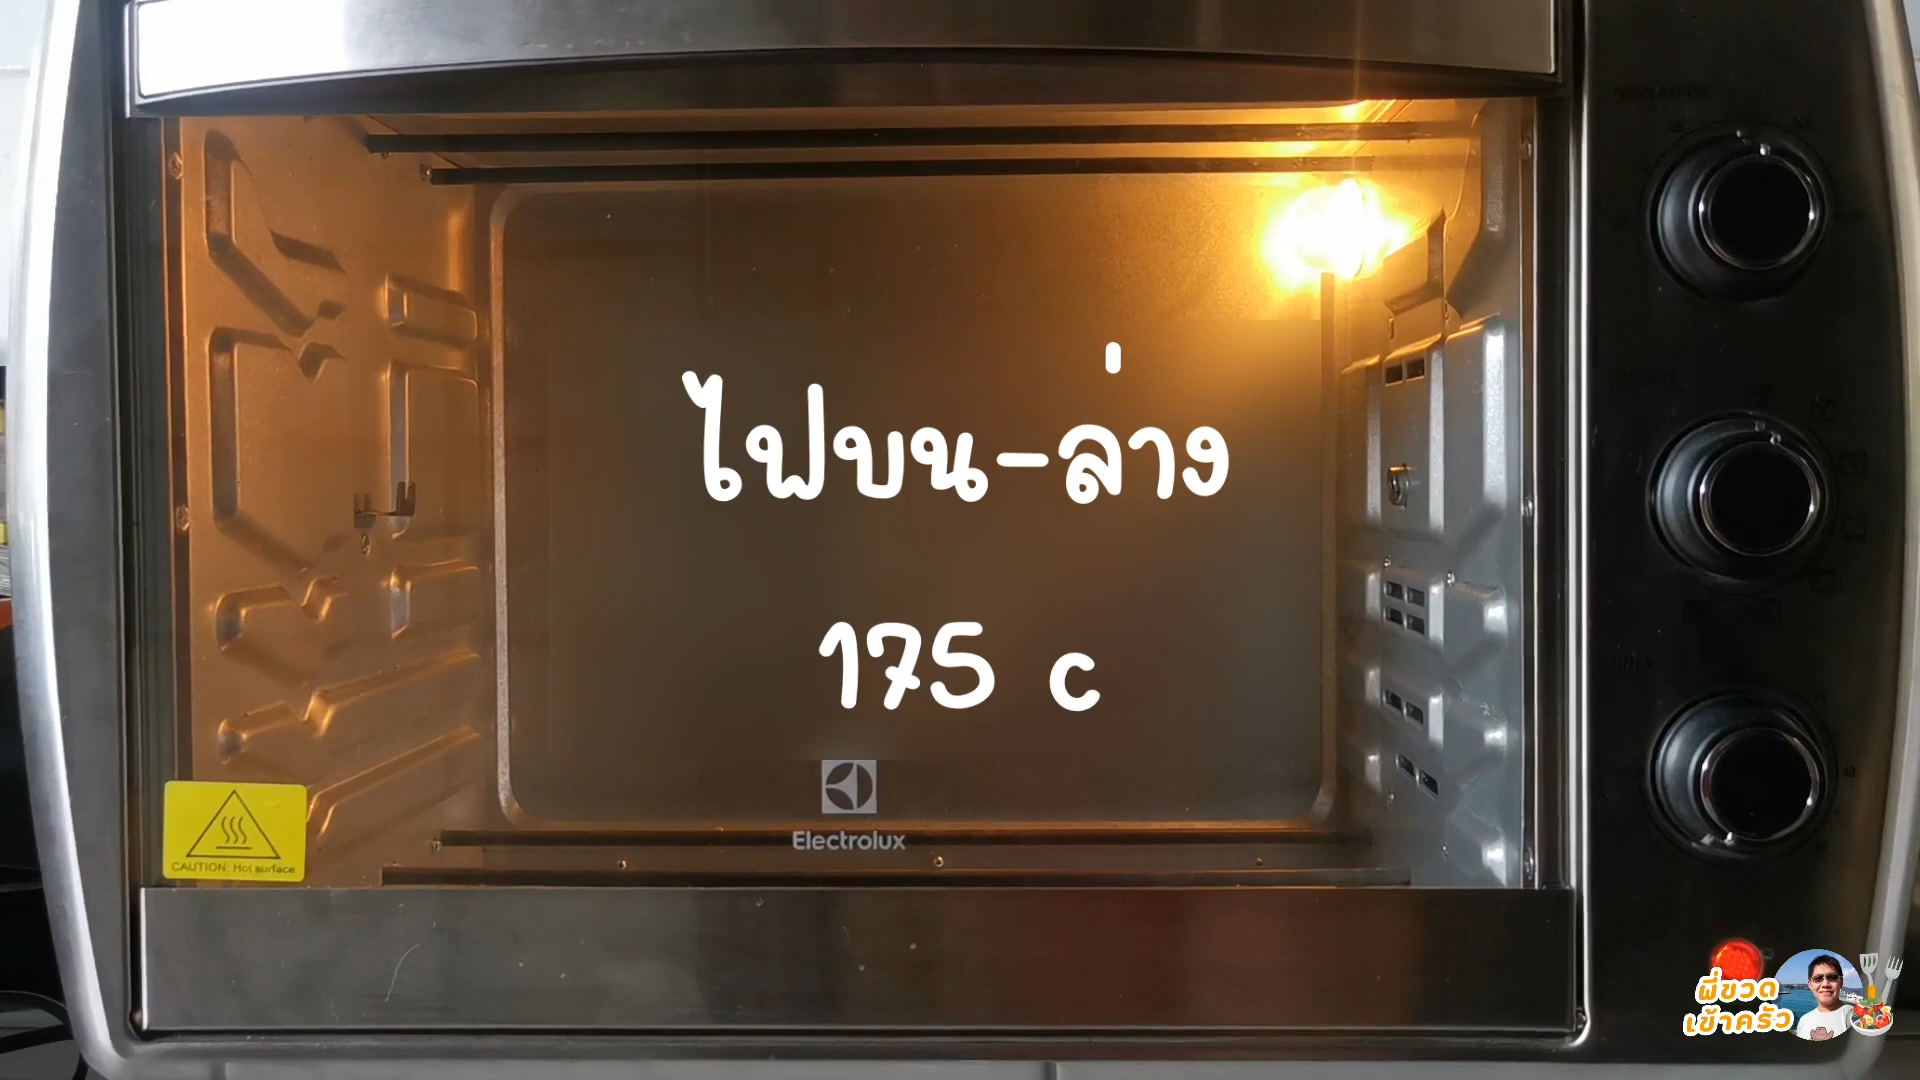 TEMPERATURE
ไฟบน-ล่าง
175 c
Electrolux
CAUTION: Hot surface
พี่ขวด
เข้าครัว